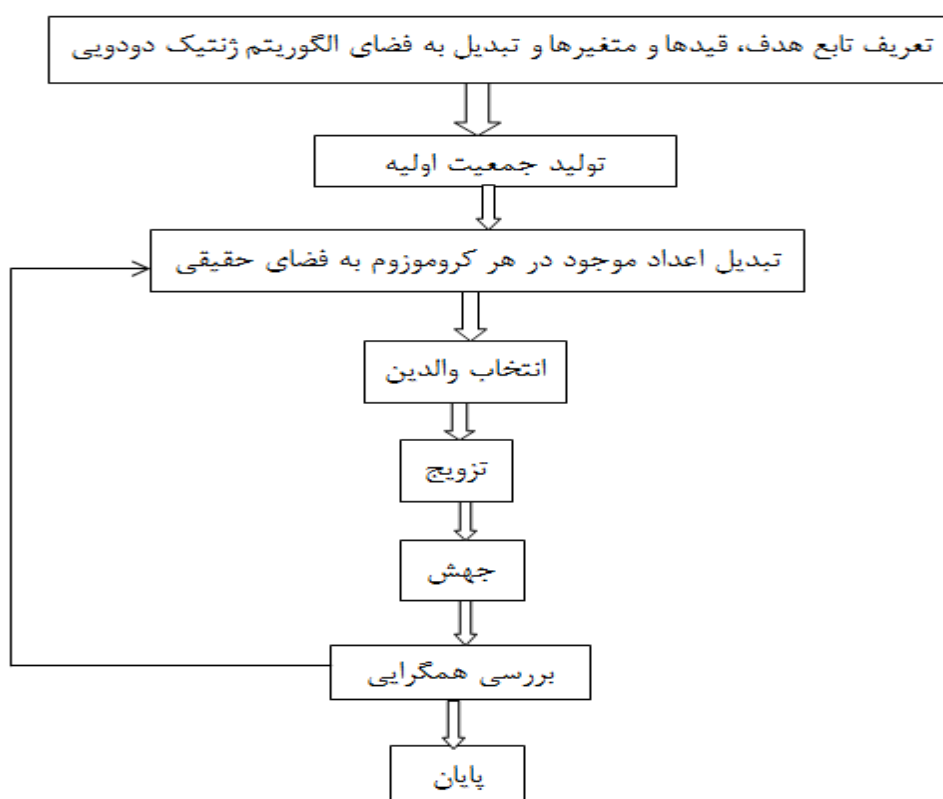 تعریف تابع هدف، قیدها و متغیرها و تبدیل به فضای الگوریتم ژنتیک دودویی
تولید جمعیت اولیه
تبدیل اعداد موجود در هر کروموزوم به فضای حقیقی
انتخاب والدین
تزویج
جهش
بررسی همگرایی
پایان